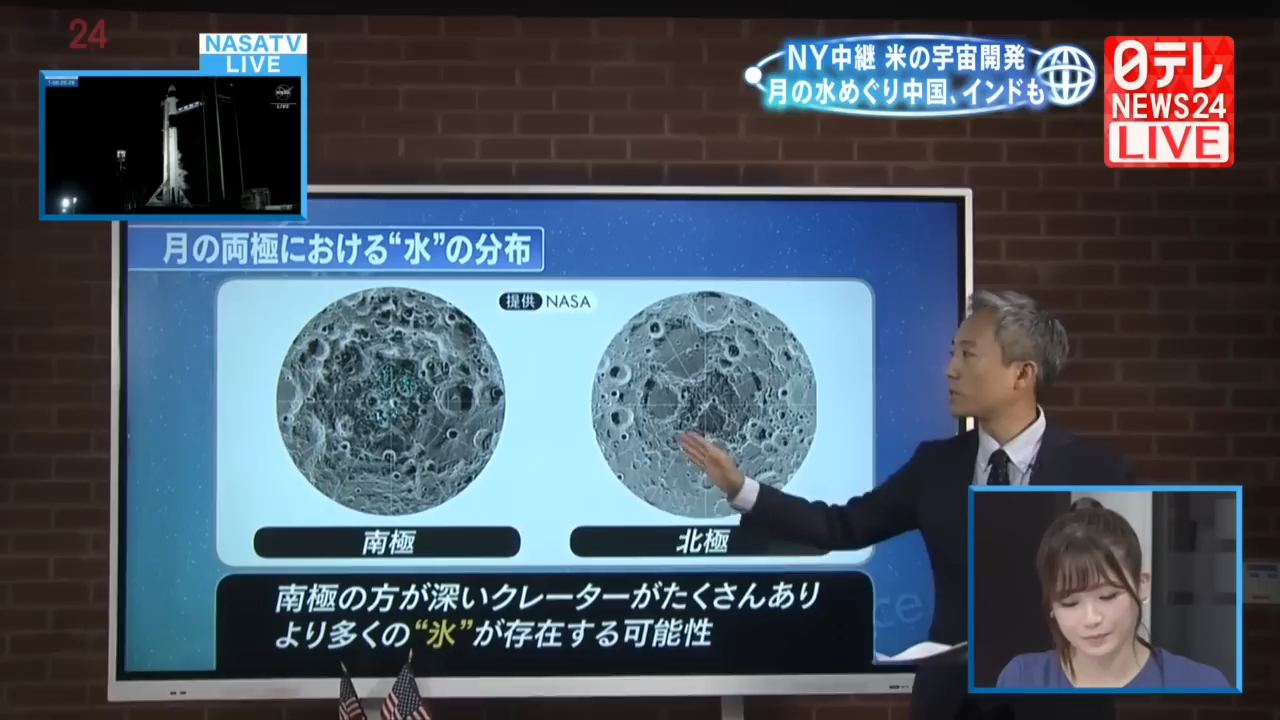 24
NASATV
LIVE
NY中継 米の宇宙開発
月の水めぐり中国、インドも
日テレ
NEWS24
LIVE
月の両極における“水”の分布
提供 NASA
南極
北極
南極の方が深いクレーターがたくさんあり
より多くの“氷”が存在する可能性
ce